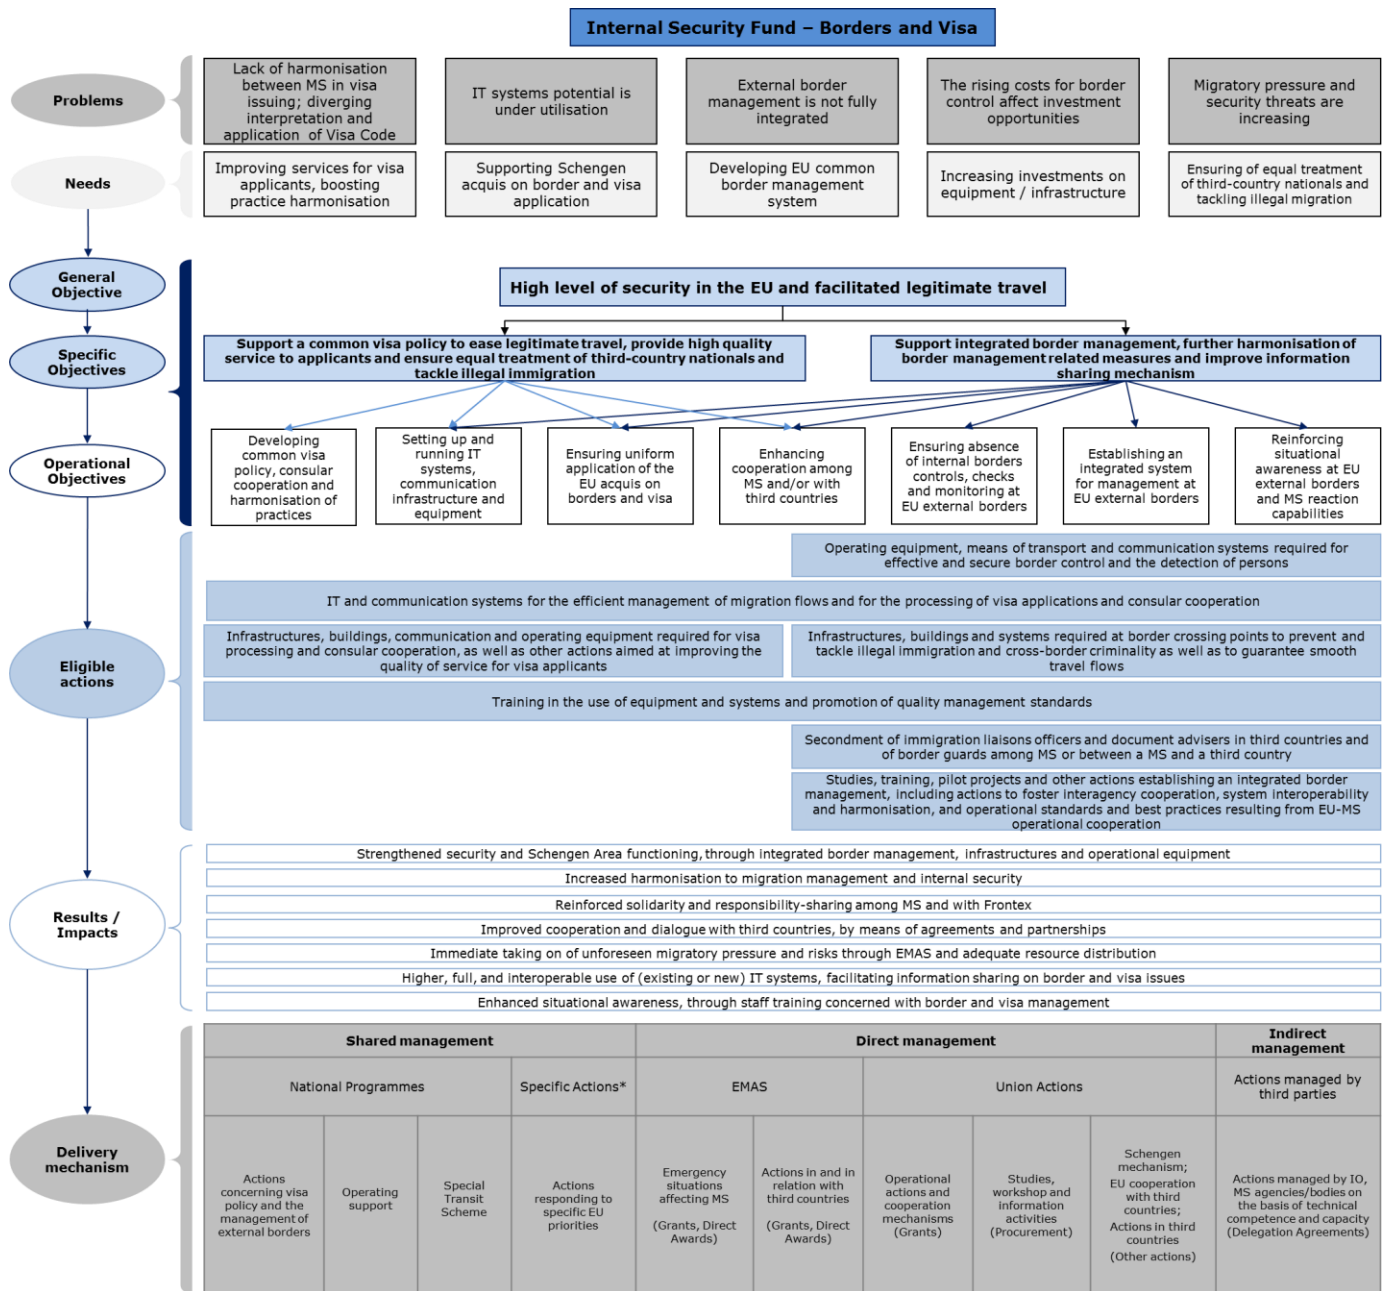 Internal Security Fund – Borders and Visa
Problems
Lack of harmonisation
between MS in visa
issuing; diverging
interpretation and
application of Visa Code
IT systems potential is
under utilisation
External border
management is not fully
integrated
The rising costs for border
control affect investment
opportunities
Migratory pressure and
security threats are
increasing
Needs
Improving services for visa
applicants, boosting
practice harmonisation
Supporting Schengen
acquis on border and visa
application
Developing EU common
border management
system
Increasing investments on
equipment / infrastructure
Ensuring of equal treatment
of third-country nationals and
tackling illegal migration
General
Objective
High level of security in the EU and facilitated legitimate travel
Specific
Objectives
Support a common visa policy to ease legitimate travel, provide high quality
service to applicants and ensure equal treatment of third-country nationals and
tackle illegal immigration
Support integrated border management, further harmonisation of
border management related measures and improve information
sharing mechanism
Operational
Objectives
Developing
common visa
policy, consular
cooperation and
harmonisation of
practices
Setting up and
running IT
systems,
communication
infrastructure and
equipment
Ensuring uniform
application of the
EU acquis on
borders and visa
Enhancing
cooperation among
MS and/or with
third countries
Ensuring absence
of internal borders
controls, checks
and monitoring at
EU external borders
Establishing an
integrated system
for management at
EU external borders
Reinforcing
situational
awareness at EU
external borders
and MS reaction
capabilities
Eligible
actions
Operating equipment, means of transport and communication systems required for
effective and secure border control and the detection of persons
IT and communication systems for the efficient management of migration flows and for the processing of visa applications and consular cooperation
Infrastructures, buildings, communication and operating equipment required for visa
processing and consular cooperation, as well as other actions aimed at improving the
quality of service for visa applicants
Infrastructures, buildings and systems required at border crossing points to prevent and
tackle illegal immigration and cross-border criminality as well as to guarantee smooth
travel flows
Training in the use of equipment and systems and promotion of quality management standards
Secondment of immigration liaisons officers and document advisers in third countries and
of border guards among MS or between a MS and a third country
Studies, training, pilot projects and other actions establishing an integrated border
management, including actions to foster interagency cooperation, system interoperability
and harmonisation, and operational standards and best practices resulting from EU-MS
operational cooperation
Results /
Impacts
Strengthened security and Schengen Area functioning, through integrated border management, infrastructures and operational equipment
Increased harmonisation to migration management and internal security
Reinforced solidarity and responsibility-sharing among MS and with Frontex
Improved cooperation and dialogue with third countries, by means of agreements and partnerships
Immediate taking on of unforeseen migratory pressure and risks through EMAS and adequate resource distribution
Higher, full, and interoperable use of (existing or new) IT systems, facilitating information sharing on border and visa issues
Enhanced situational awareness, through staff training concerned with border and visa management
Delivery
mechanism
Shared management
Direct management
Indirect
management
National Programmes
Specific Actions*
EMAS
Union Actions
Actions managed by
third parties
Actions
concerning visa
policy and the
management of
external borders
Operating
support
Special
Transit
Scheme
Actions
responding to
specific EU
priorities
Emergency
situations
affecting MS
(Grants, Direct
Awards)
Actions in and in
relation with
third countries
(Grants, Direct
Awards)
Operational
actions and
cooperation
mechanisms
(Grants)
Studies,
workshop and
information
activities
(Procurement)
Schengen
mechanism;
EU cooperation
with third
countries;
Actions in third
countries
(Other actions)
Actions managed by IO,
MS agencies/bodies on
the basis of technical
competence and capacity
(Delegation Agreements)